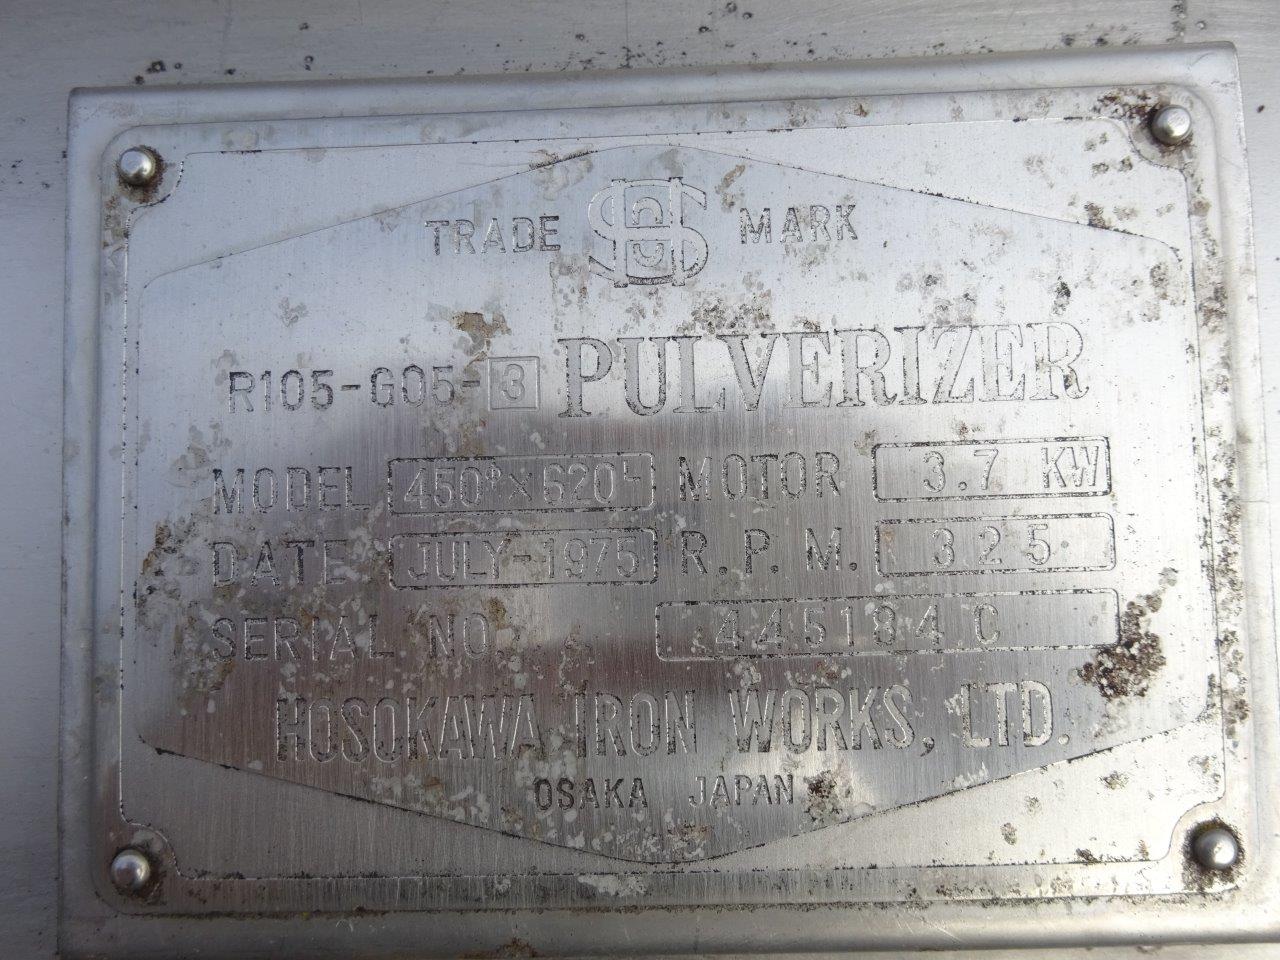 TRADE MARK
R105-G05-3 PULVERIZER
MODEL 450φ×620L MOTOR 3.7 KW
DATE JULY-1975 R.P.M. 325
SERIAL NO. 445184 C
HOSOKAWA IRON WORKS, LTD.
OSAKA JAPAN